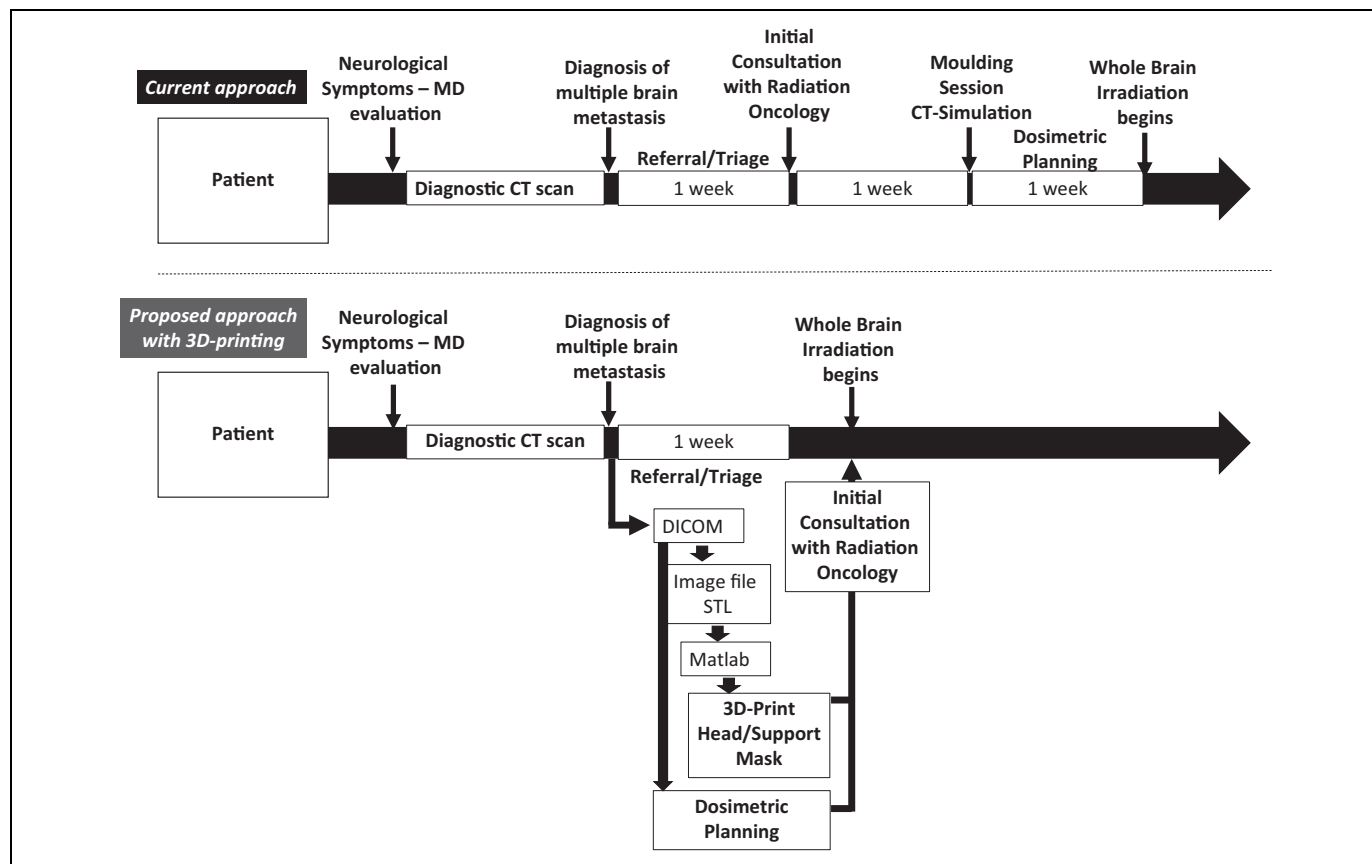 Current approach
Neurological
Symptoms – MD
evaluation
Diagnosis of
multiple brain
metastasis
Initial
Consultation
with Radiation
Oncology
Moulding
Session
CT-Simulation
Whole Brain
Irradiation
begins
Patient
Diagnostic CT scan
Referral/Triage
1 week
1 week
Dosimetric
Planning
1 week
Proposed approach
with 3D-printing
Neurological
Symptoms – MD
evaluation
Diagnosis of
multiple brain
metastasis
Whole Brain
Irradiation
begins
Patient
Diagnostic CT scan
1 week
Referral/Triage
DICOM
Image file
STL
Matlab
3D-Print
Head/Support
Mask
Dosimetric
Planning
Initial
Consultation
with Radiation
Oncology